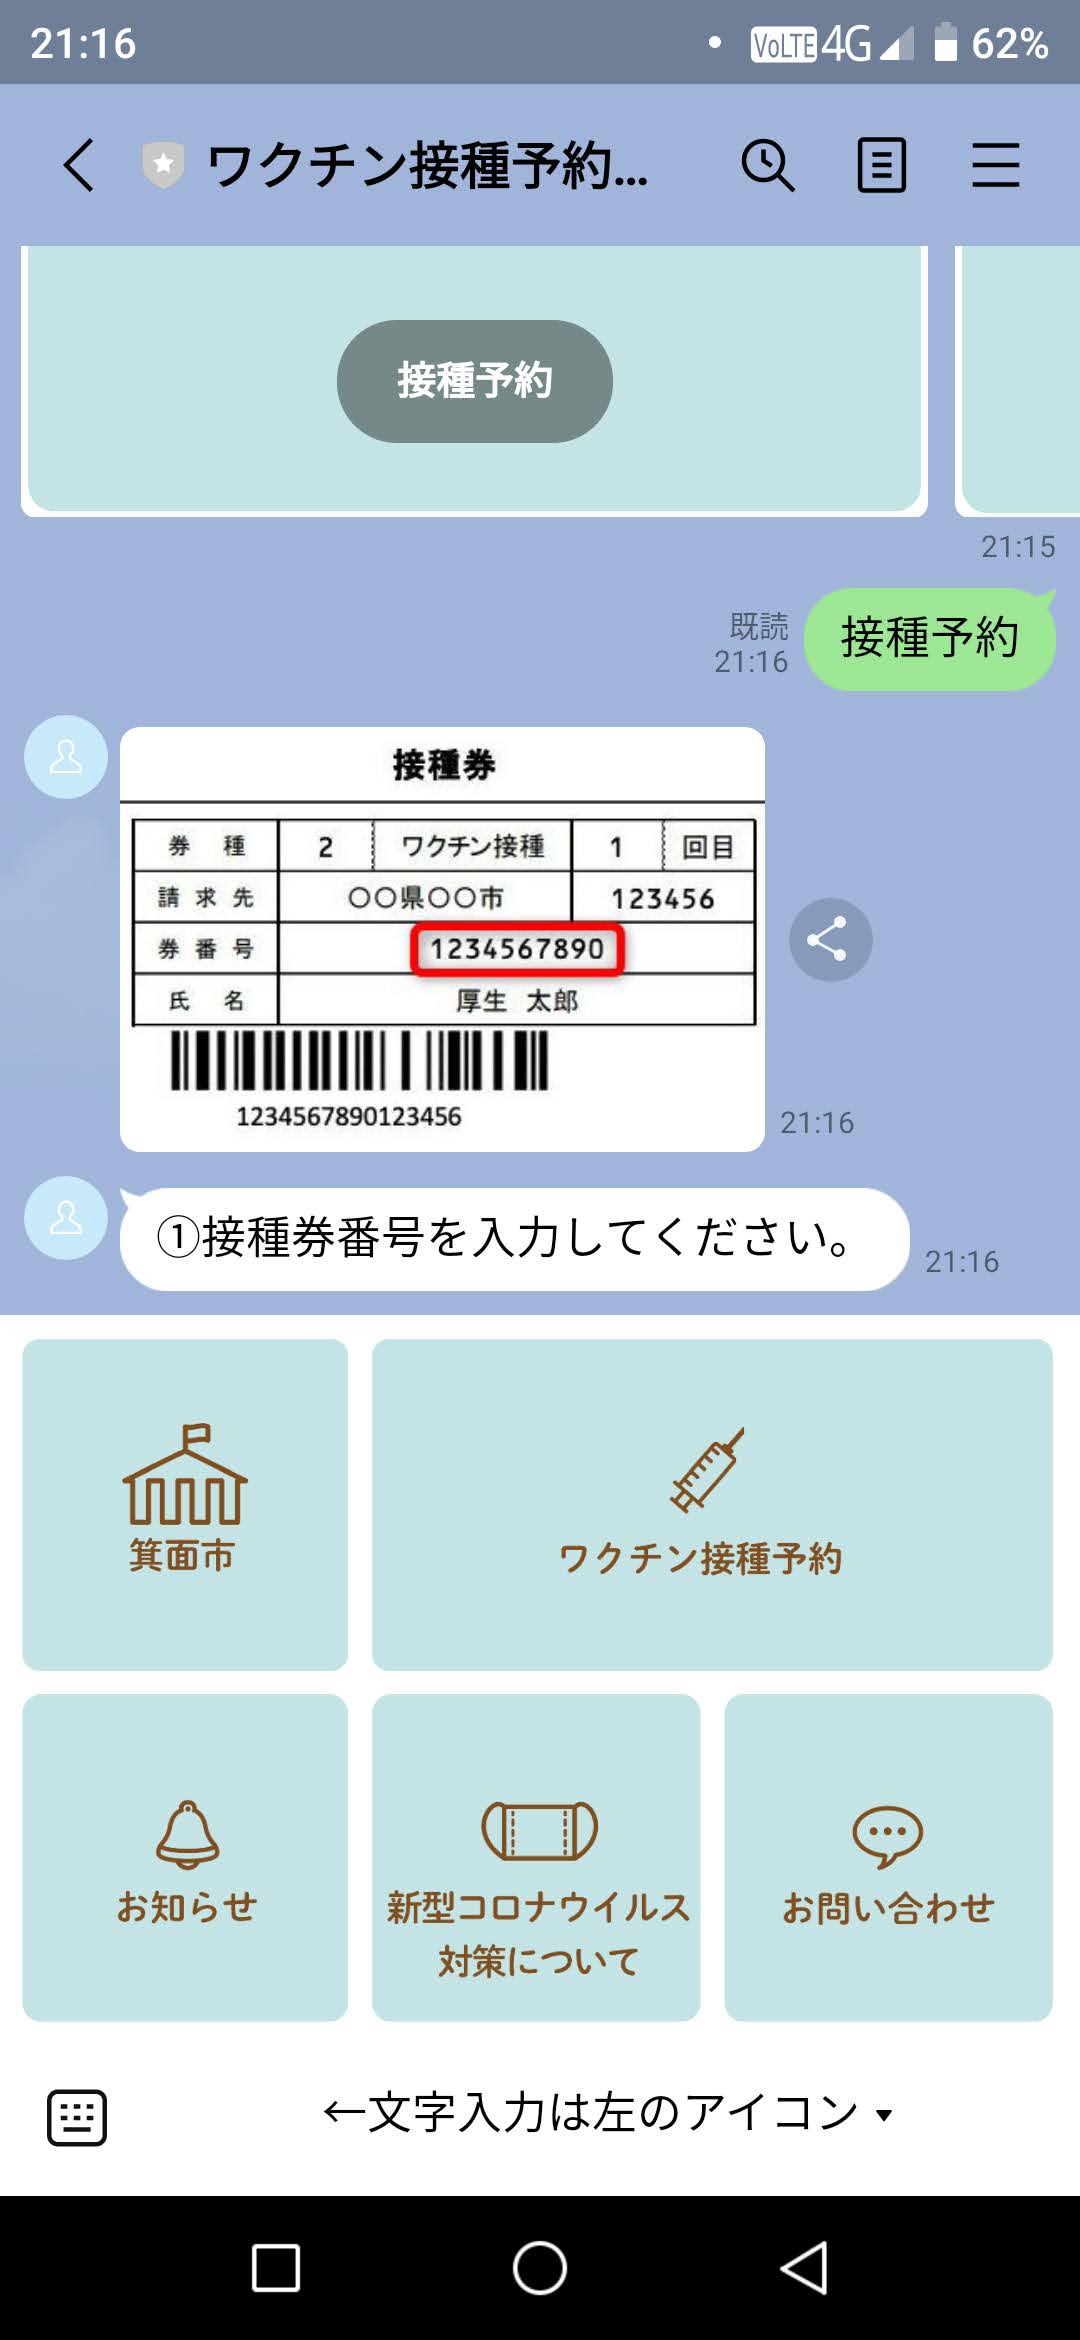 21:16
VoLTE 4G 62%
ワクチン接種予約...
接種予約
21:15
既読
21:16
接種予約
接種券
券 種 2 ワクチン接種 1 回目
請求先 〇〇県〇〇市 123456
券番号 1234567890
氏 名 厚生 太郎
1234567890123456
21:16
①接種券番号を入力してください。
21:16
箕面市
ワクチン接種予約
お知らせ
新型コロナウイルス
対策について
お問い合わせ
←文字入力は左のアイコン